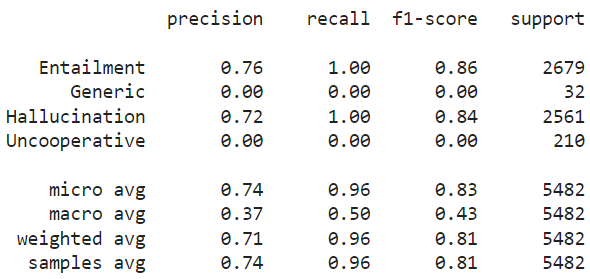 precision recall f1-score support
Entailment 0.76 1.00 0.86 2679
Generic 0.00 0.00 0.00 32
Hallucination 0.72 1.00 0.84 2561
Uncooperative 0.00 0.00 0.00 210
micro avg 0.74 0.96 0.83 5482
macro avg 0.37 0.50 0.43 5482
weighted avg 0.71 0.96 0.81 5482
samples avg 0.74 0.96 0.81 5482